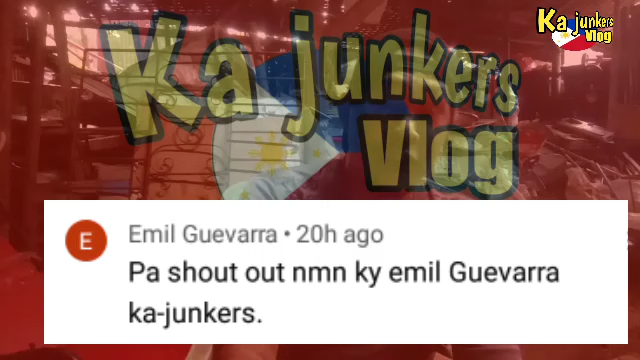 Ka junkers
Vlog
Ka junkers
Vlog
E
Emil Guevarra • 20h ago
Pa shout out nmn ky emil Guevarra
ka-junkers.